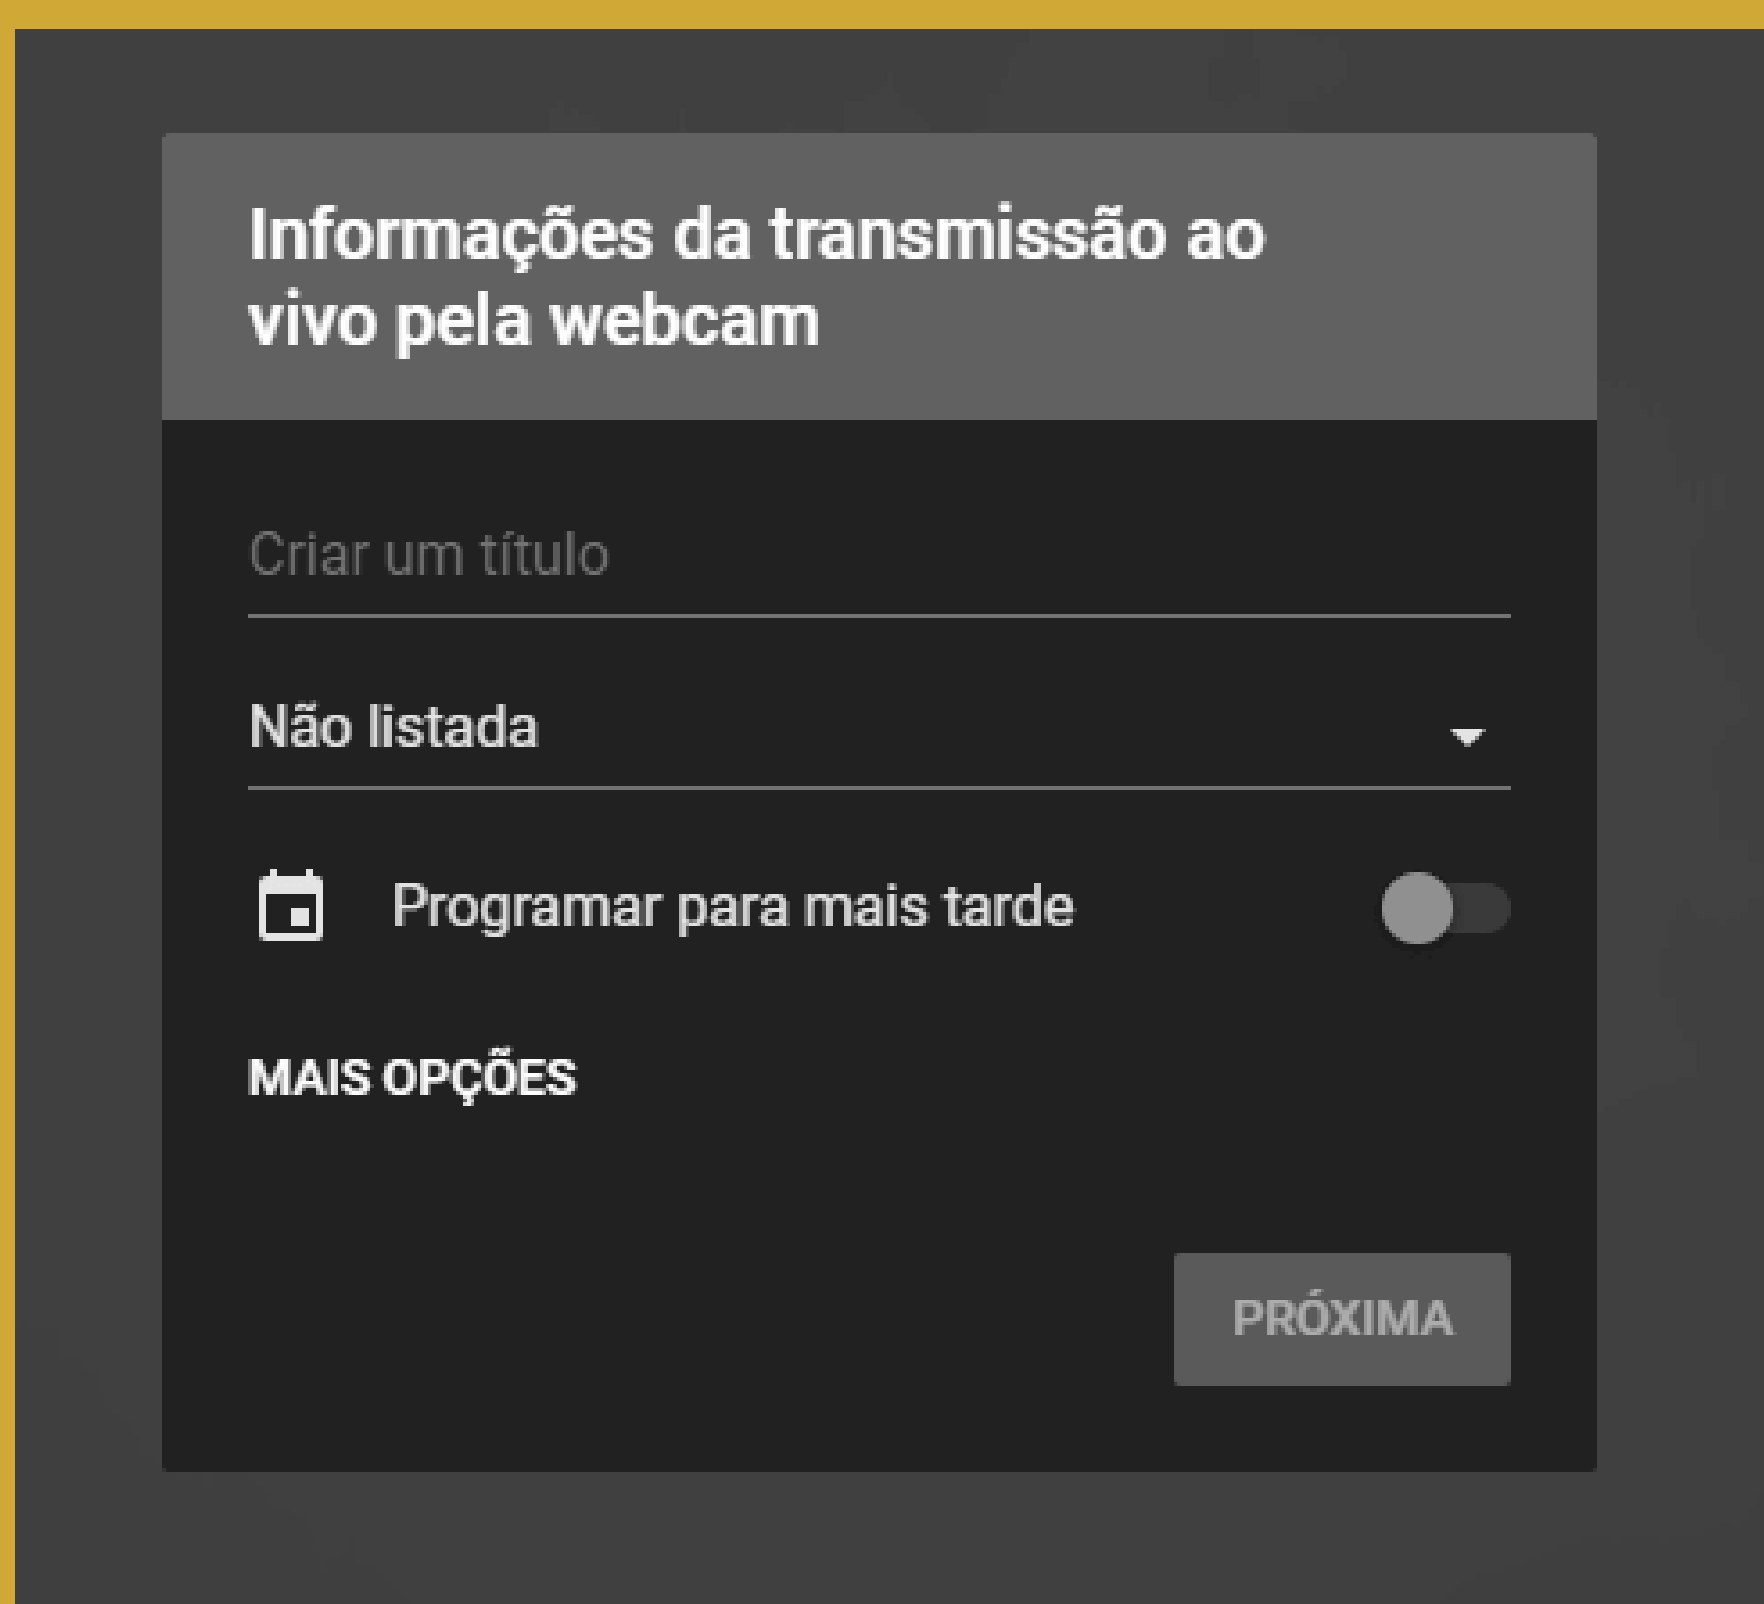 Informações da transmissão ao
vivo pela webcam
Criar um título
Não listada
Programar para mais tarde
MAIS OPÇÕES
PRÓXIMA